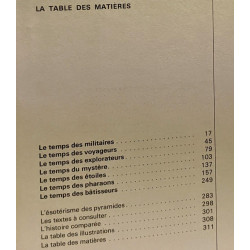 LA TABLE DES MATIÈRES
Le temps des militaires 17
Le temps des voyageurs 45
Le temps des explorateurs 79
Le temps du mystère 103
Le temps des étoiles 137
Le temps des pharaons 157
Le temps des bâtisseurs 249
L'ésotérisme des pyramides 283
Les textes à consulter 298
L'histoire comparée 301
La table des illustrations 308
La table des matières 311